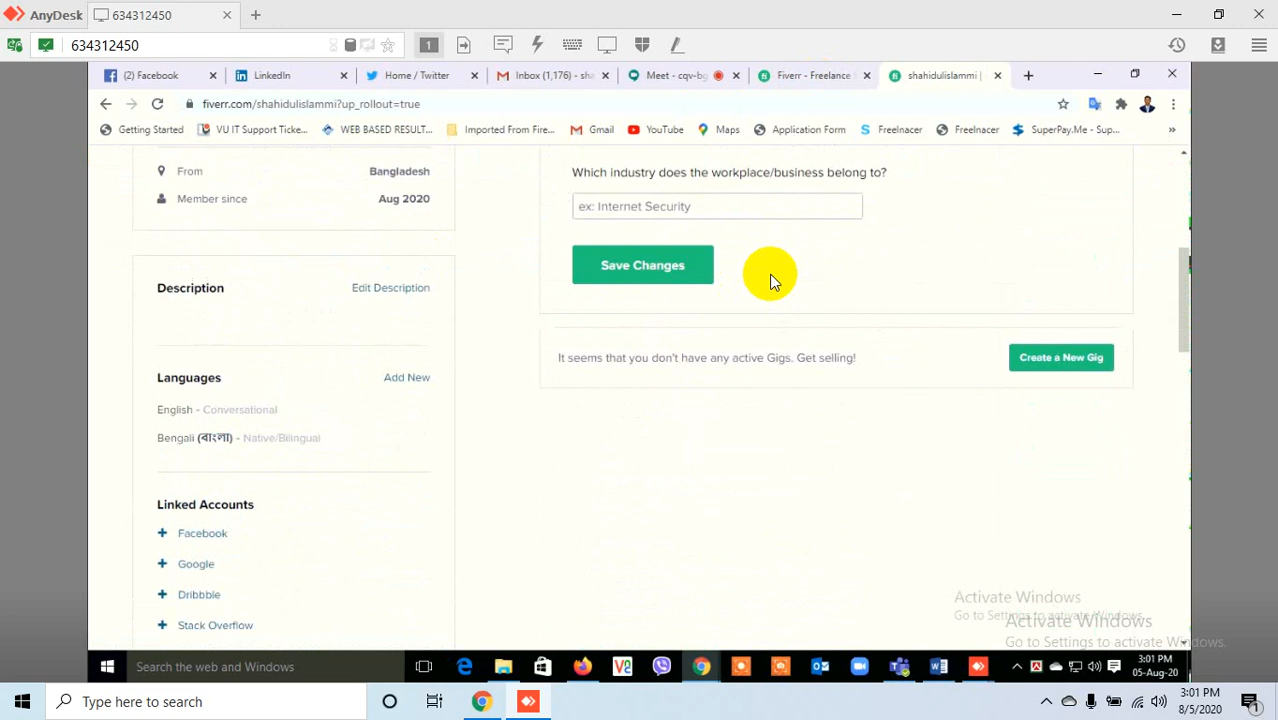 AnyDesk
634312450
634312450
1
(2) Facebook
LinkedIn
Home / Twitter
Inbox (1,176) - sha
Meet - cqv-bg
Fiverr - Freelance S
shahidulislammi |
fiverr.com/shahidulislammi?up_rollout=true
Getting Started
VU IT Support Ticke...
WEB BASED RESULT...
Imported From Fire...
Gmail
YouTube
Maps
Application Form
Freelnacer
Freelnacer
SuperPay.Me - Sup...
From
Bangladesh
Member since
Aug 2020
Which industry does the workplace/business belong to?
ex: Internet Security
Save Changes
Description
Edit Description
It seems that you don't have any active Gigs. Get selling!
Create a New Gig
Languages
Add New
English - Conversational
Bengali (বাংলা) - Native/Bilingual
Linked Accounts
Facebook
Google
Dribbble
Stack Overflow
Activate Windows
Go to Settings to activate Windows.
Activate Windows
Go to Settings to activate Windows.
Search the web and Windows
3:01 PM
05-Aug-20
Type here to search
3:01 PM
8/5/2020